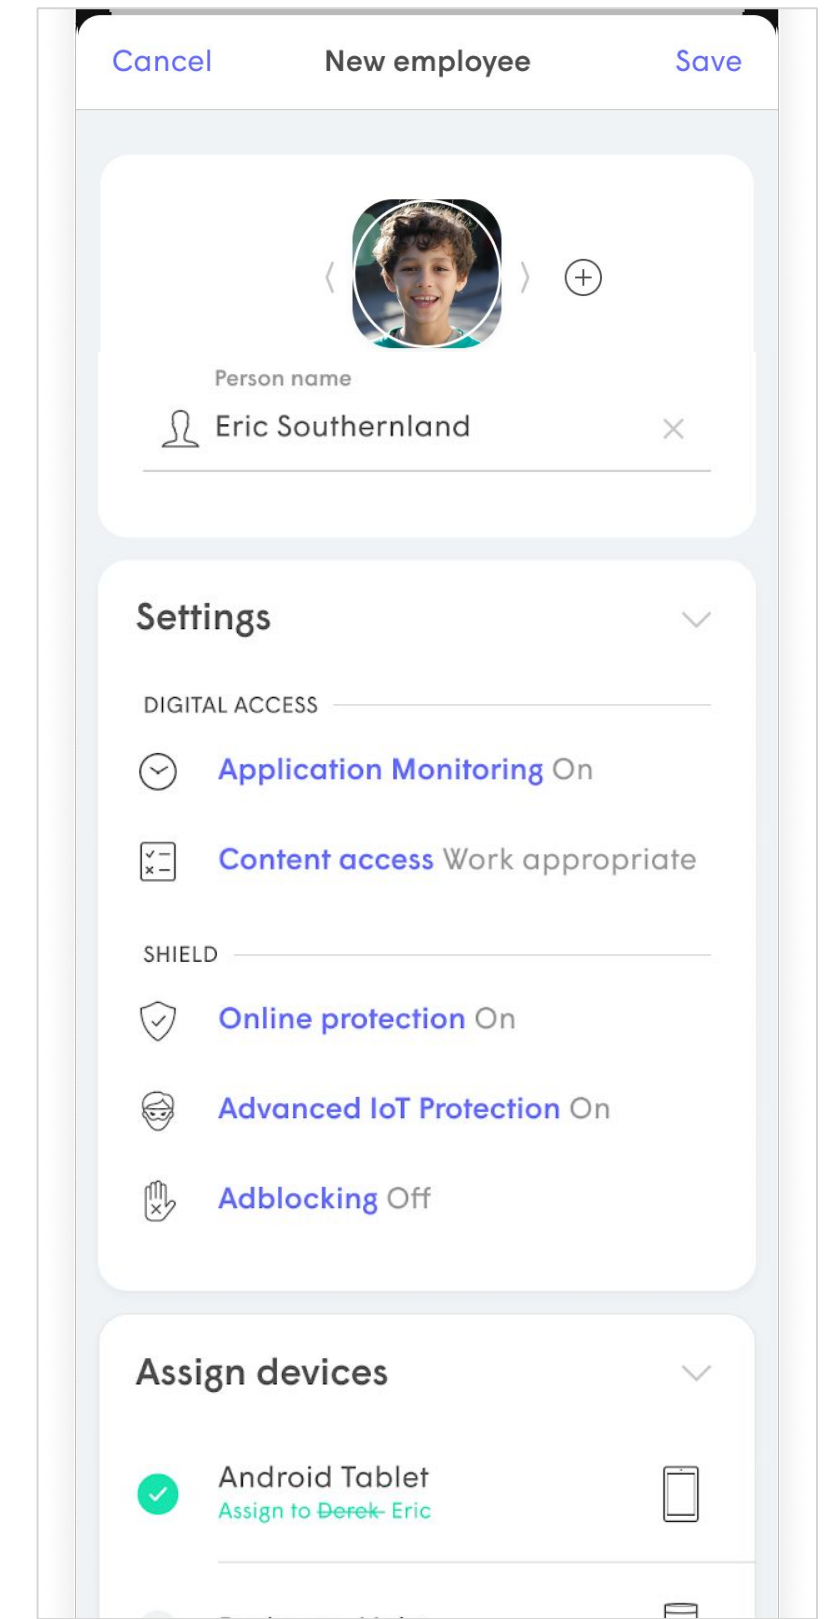 Cancel New employee Save
Person name
Eric Southernland
Settings
DIGITAL ACCESS
Application Monitoring On
Content access Work appropriate
SHIELD
Online protection On
Advanced IoT Protection On
Adblocking Off
Assign devices
Android Tablet
Assign to Derek Eric